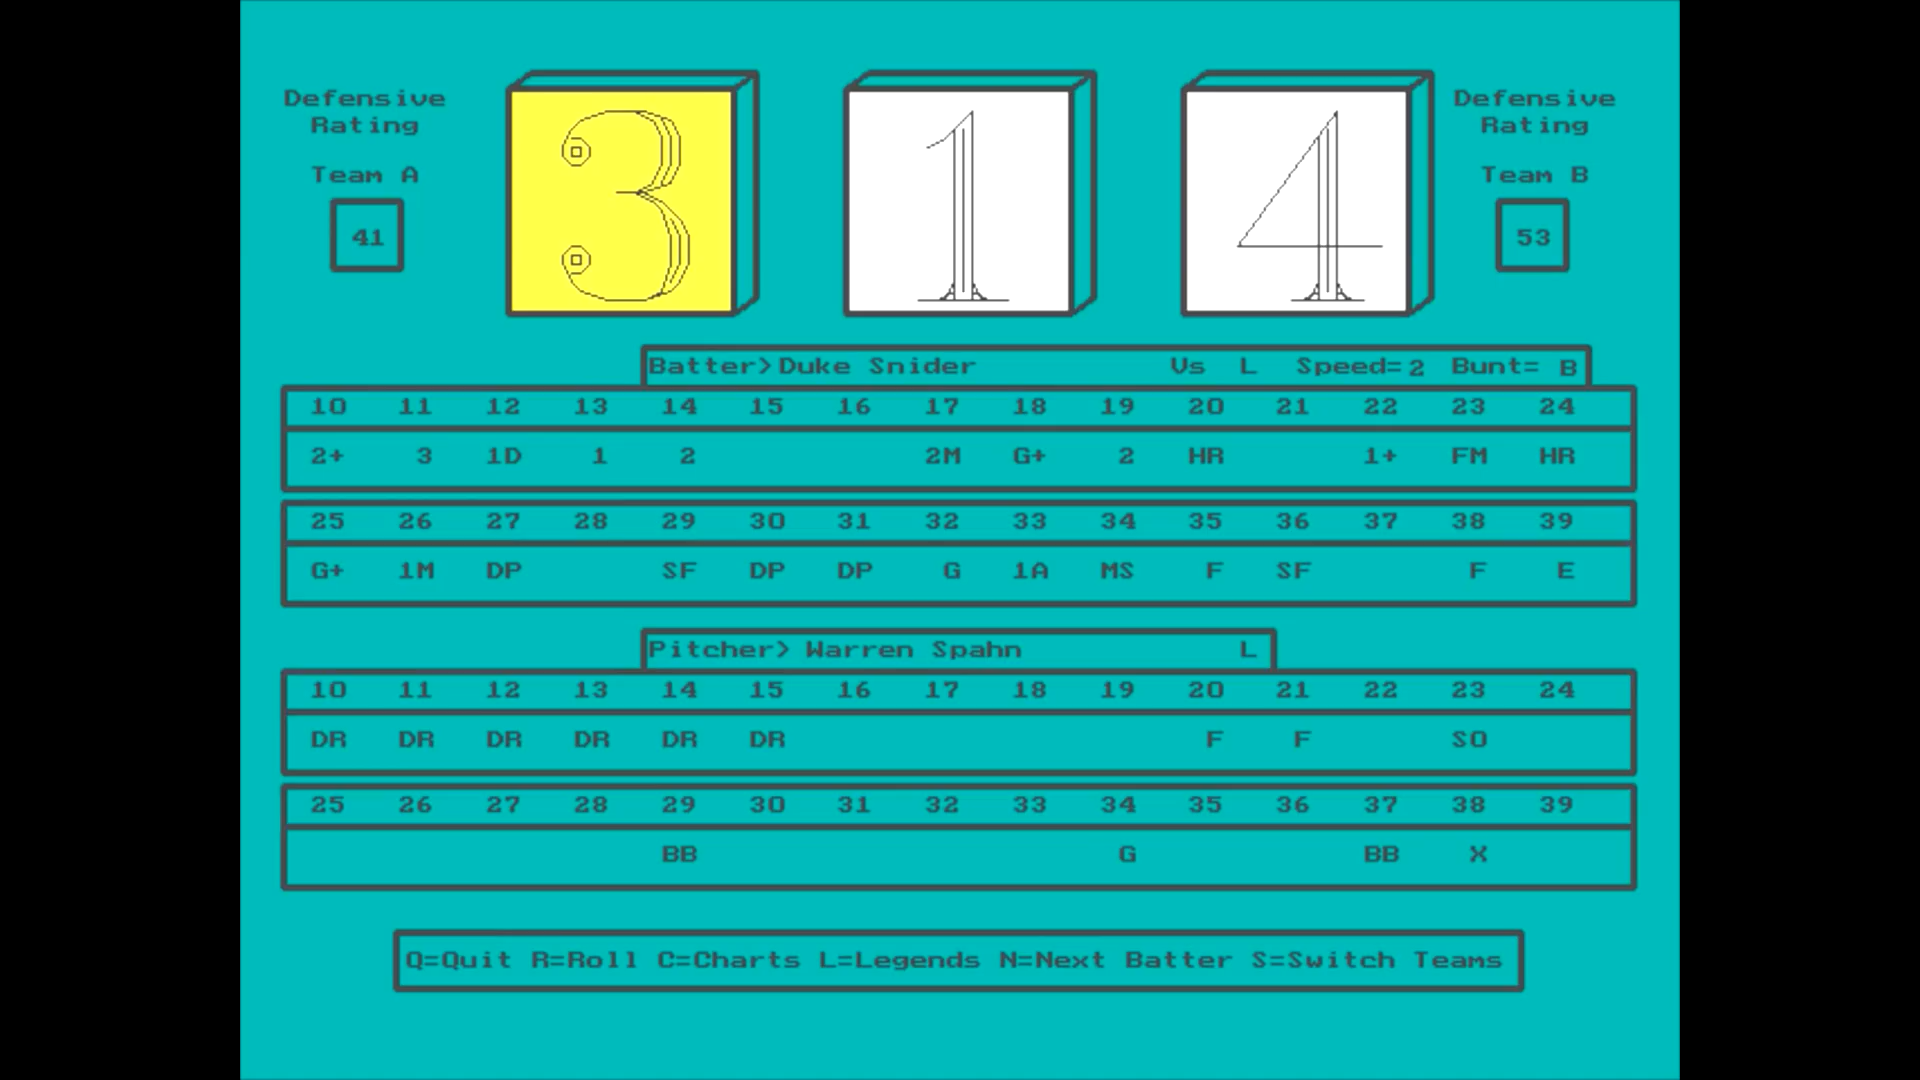 Defensive Rating
Team A
41
3 1 4
Defensive Rating
Team B
53
Batter>Duke Snider Vs L Speed=2 Bunt= B
10 11 12 13 14 15 16 17 18 19 20 21 22 23 24
2+ 3 1D 1 2 2M G+ 2 HR 1+ FM HR
25 26 27 28 29 30 31 32 33 34 35 36 37 38 39
G+ 1M DP SF DP DP G 1A MS F SF F E
Pitcher> Warren Spahn L
10 11 12 13 14 15 16 17 18 19 20 21 22 23 24
DR DR DR DR DR DR F F SO
25 26 27 28 29 30 31 32 33 34 35 36 37 38 39
BB G BB X
Q=Quit R=Roll C=Charts L=Legends N=Next Batter S=Switch Teams